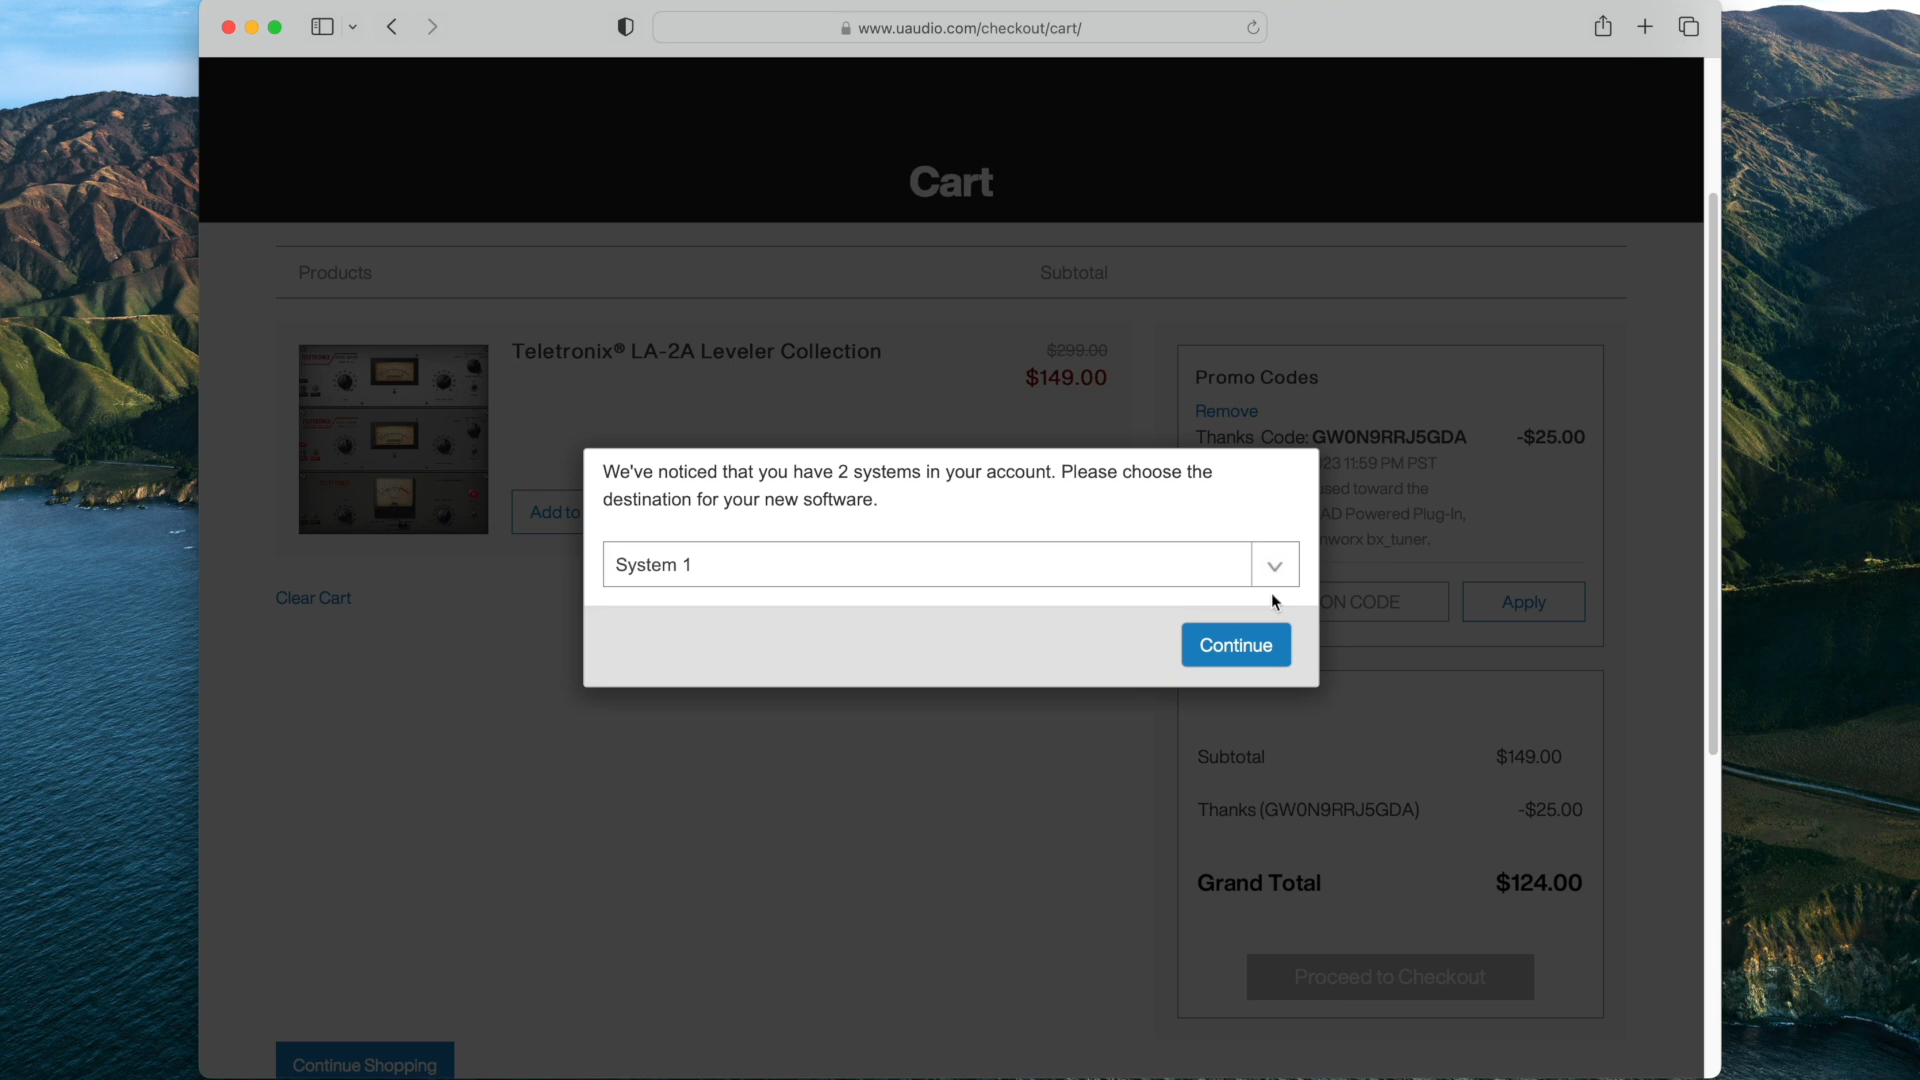 www.uaudio.com/checkout/cart/
Cart
Products
Subtotal
Teletronix® LA-2A Leveler Collection
$299.00
$149.00
Promo Codes
Remove
Thanks Code: GW0N9RRJ5GDA
-$25.00
23 11:59 PM PST
used toward the
AD Powered Plug-In,
nworx bx_tuner.
Add to
We've noticed that you have 2 systems in your account. Please choose the
destination for your new software.
System 1
Continue
Clear Cart
ON CODE
Apply
Subtotal
$149.00
Thanks (GW0N9RRJ5GDA)
-$25.00
Grand Total
$124.00
Proceed to Checkout
Continue Shopping